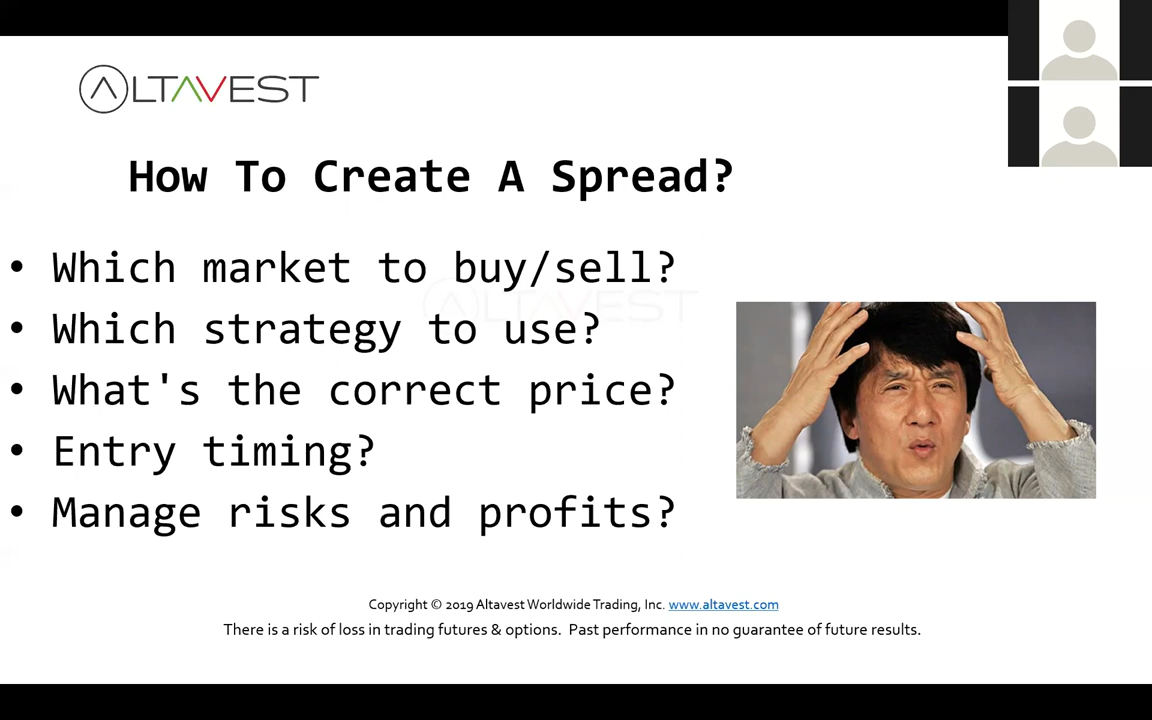 ALTAVEST
How To Create A Spread?
• Which market to buy/sell?
• Which strategy to use?
• What's the correct price?
• Entry timing?
• Manage risks and profits?
ALTAVEST
Copyright © 2019 Altavest Worldwide Trading, Inc. www.altavest.com
There is a risk of loss in trading futures & options. Past performance in no guarantee of future results.